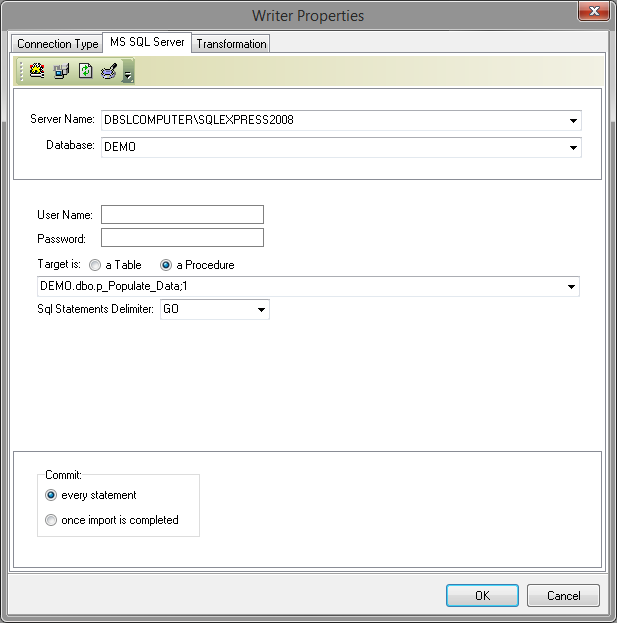 Writer Properties
Connection Type MS SQL Server Transformation
Server Name: DBSLCOMPUTER\SQLEXPRESS2008
Database: DEMO
User Name:
Password:
Target is: a Table a Procedure
DEMO.dbo.p_Populate_Data;1
Sql Statements Delimiter: GO
Commit:
every statement
once import is completed
OK Cancel